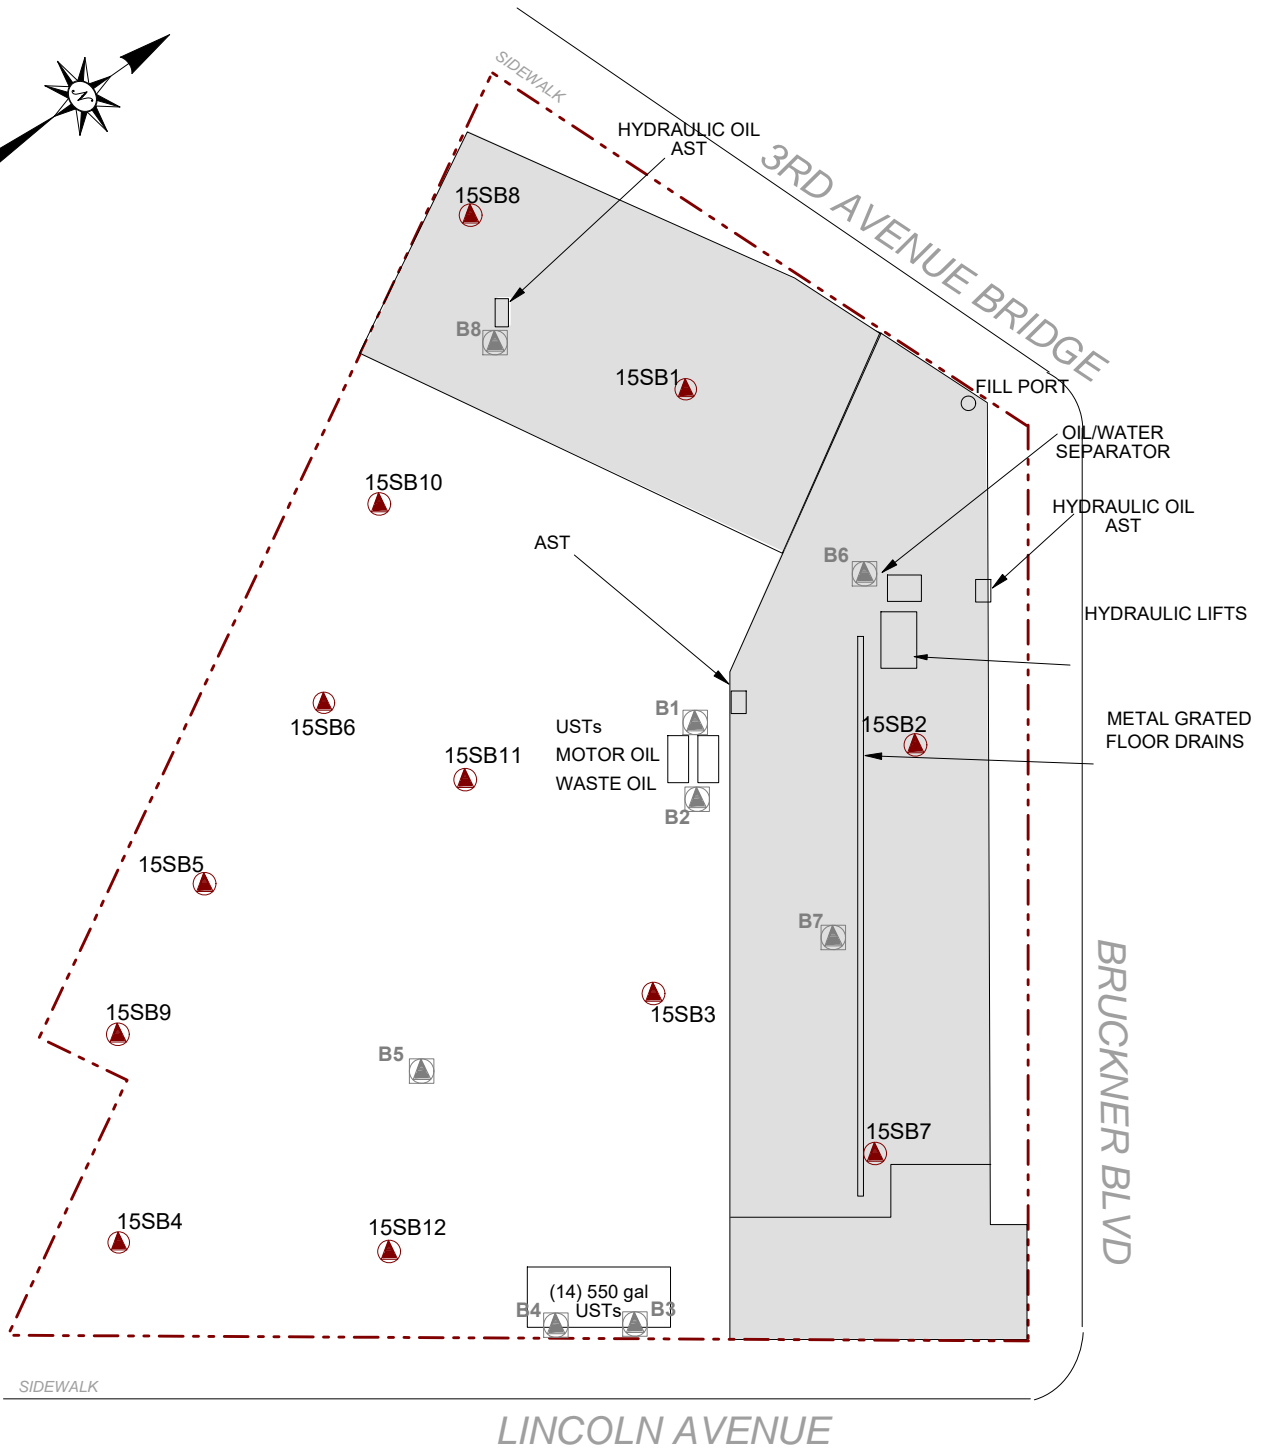 SIDEWALK
N
HYDRAULIC OIL
AST
3RD AVENUE BRIDGE
15SB8
B8
15SB1
FILL PORT
OIL/WATER
SEPARATOR
15SB10
HYDRAULIC OIL
AST
AST
B6
HYDRAULIC LIFTS
15SB6
B1
USTs
MOTOR OIL
WASTE OIL
15SB2
METAL GRATED
FLOOR DRAINS
15SB11
B2
15SB5
B7
BRUCKNER BLVD
15SB9
15SB3
B5
15SB7
15SB4
15SB12
(14) 550 gal
USTs
B4
B3
SIDEWALK
LINCOLN AVENUE